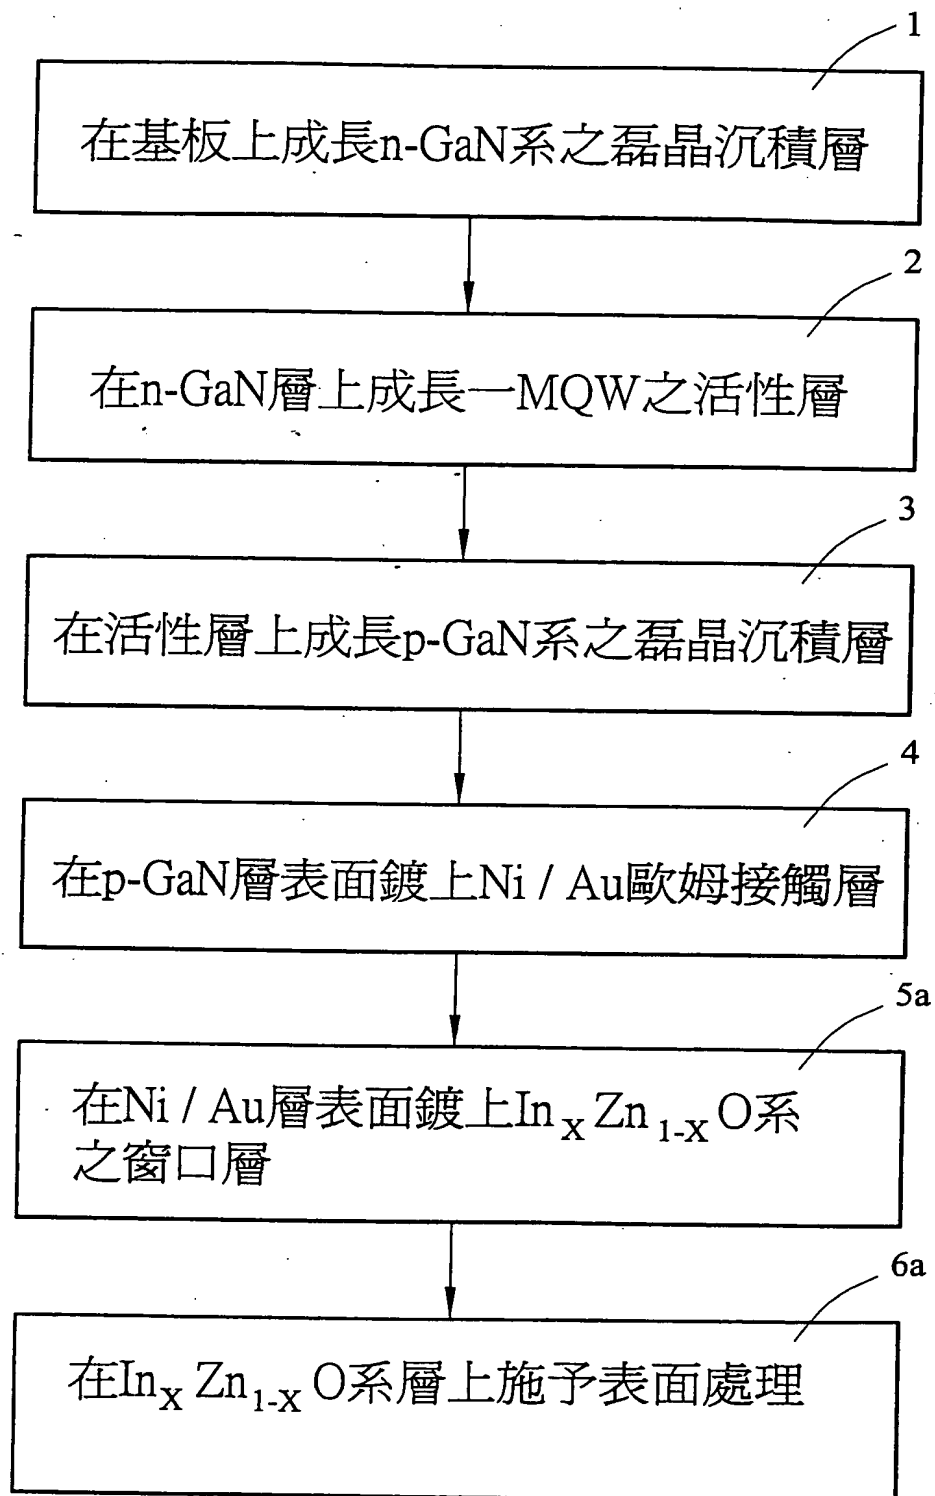 1
在基板上成長n-GaN系之磊晶沉積層
2
在n-GaN層上成長一MQW之活性層
3
在活性層上成長p-GaN系之磊晶沉積層
4
在p-GaN層表面鍍上Ni / Au歐姆接觸層
5a
在Ni / Au層表面鍍上InX Zn 1-X O系
之窗口層
6a
在InX Zn1-X O系層上施予表面處理